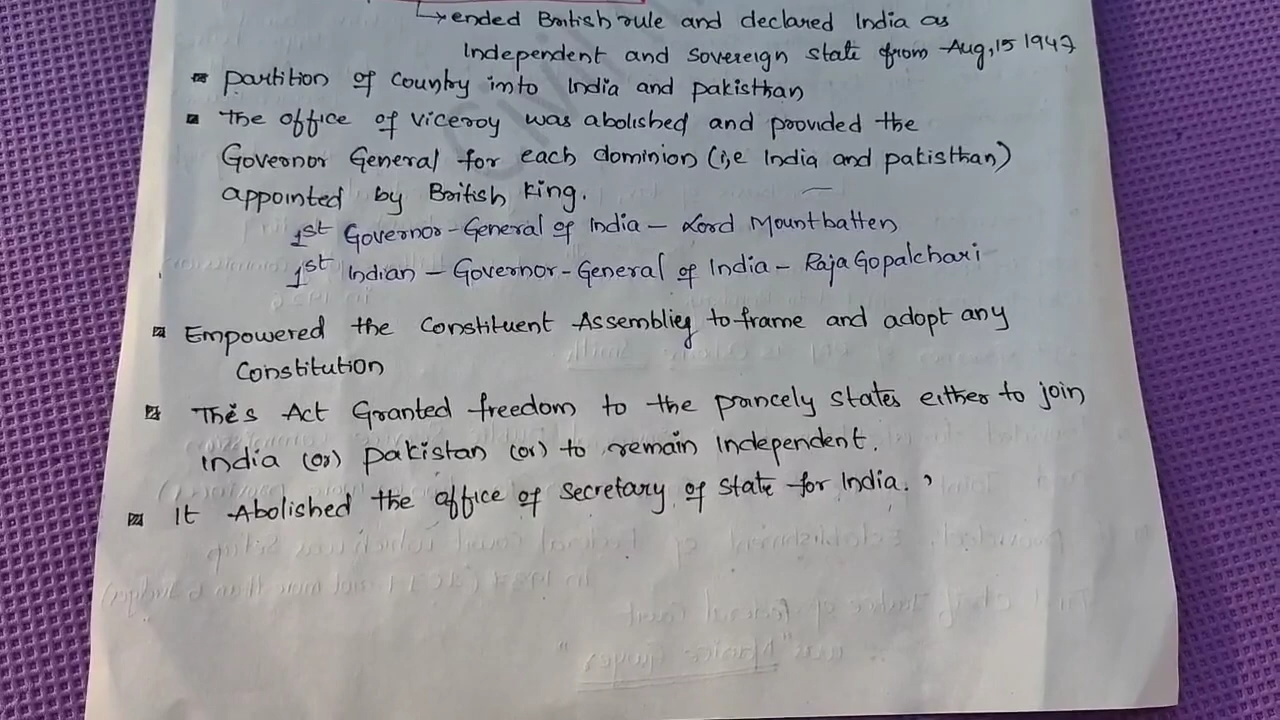 →ended British rule and declared India as
Independent and sovereign state from Aug,15 1947
partition of country into India and pakisthan
The office of viceroy was abolished and provided the
Governor General for each dominion (i,e India and pakisthan)
appointed by British king.
1st Governor-General of India - Lord Mountbatten
1st Indian - Governor-General of India - Raja Gopalchari
Empowered the Constituent Assemblies to frame and adopt any
Constitution
This Act Granted freedom to the princely states either to join
india (or) pakistan (or) to remain Independent.
It Abolished the office of secretary of state for India.